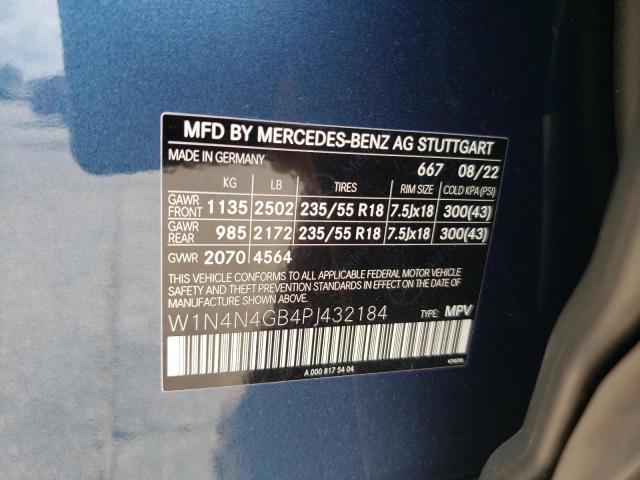 MFD BY MERCEDES-BENZ AG STUTTGART
MADE IN GERMANY 667 08/22
KG LB TIRES RIM SIZE COLD KPA(PSI)
GAWR FRONT 1135 2502 235/55 R18 7.5Jx18 300(43)
GAWR REAR 985 2172 235/55 R18 7.5Jx18 300(43)
GVWR 2070 4564
THIS VEHICLE CONFORMS TO ALL APPLICABLE FEDERAL MOTOR VEHICLE
SAFETY AND THEFT PREVENTION STANDARDS IN EFFECT ON THE DATE OF
MANUFACTURE SHOWN ABOVE.
W1N4N4GB4PJ432184 TYPE: MPV
A 000 817 54 04